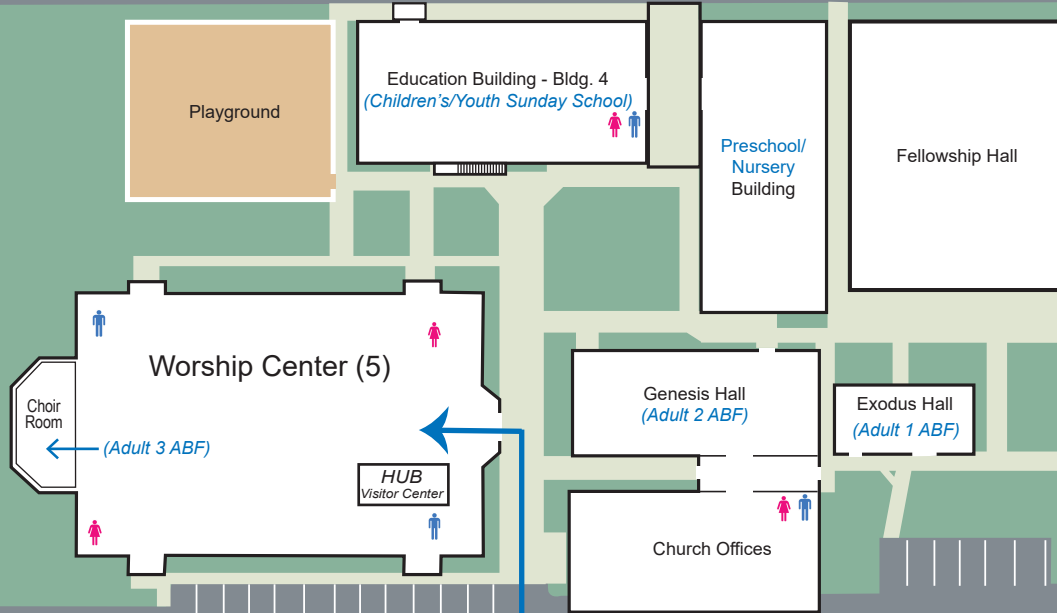 Education Building - Bldg. 4
(Children's/Youth Sunday School)
Playground
Preschool/
Nursery
Building
Fellowship Hall
Worship Center (5)
Choir
Room
(Adult 3 ABF)
HUB
Visitor Center
Genesis Hall
(Adult 2 ABF)
Exodus Hall
(Adult 1 ABF)
Church Offices